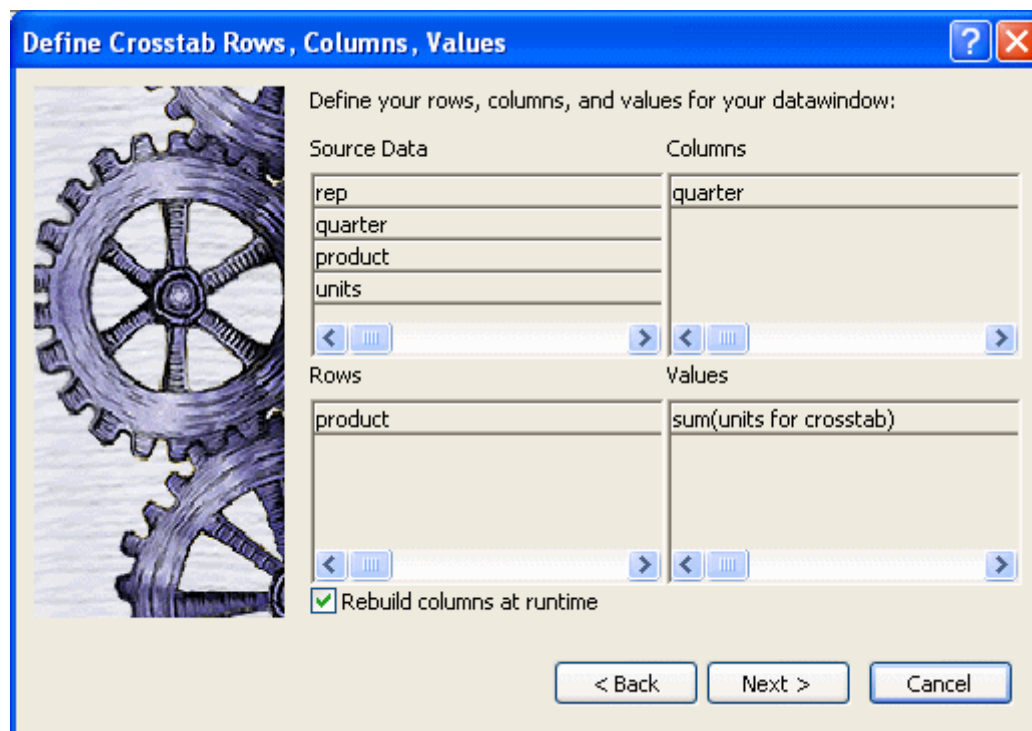 Define Crosstab Rows, Columns, Values
Define your rows, columns, and values for your datawindow:
Source Data
rep
quarter
product
units
Columns
quarter
Rows
product
Values
sum(units for crosstab)
Rebuild columns at runtime
< Back
Next >
Cancel